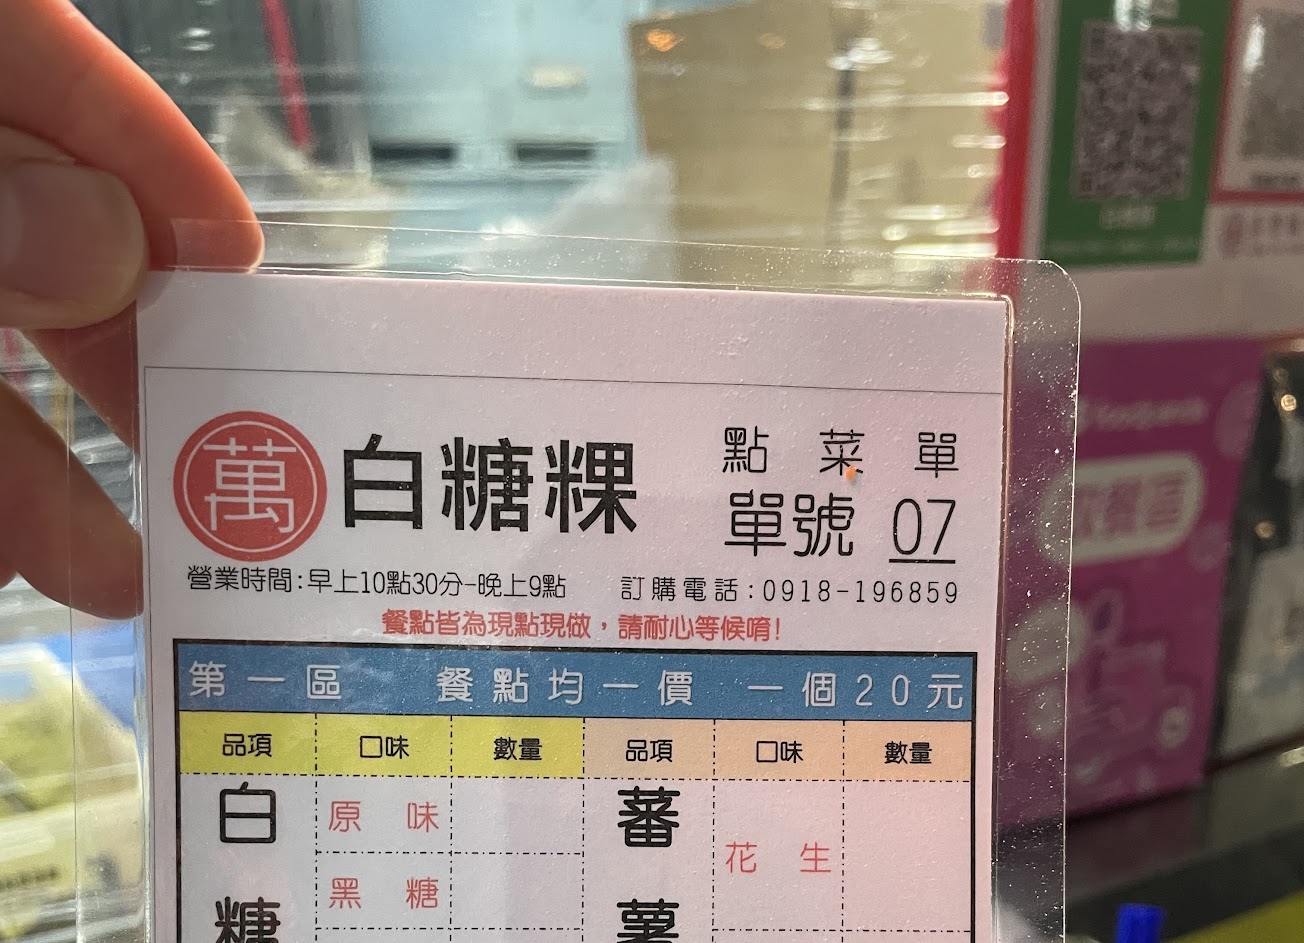 萬 白糖粿
點菜單
單號 07
營業時間:早上10點30分-晚上9點 訂購電話:0918-196859
餐點皆為現點現做，請耐心等候唷!
第一區 餐點均一價 一個20元
品項 口味 數量 品項 口味 數量
白糖 原味 蕃薯 花生
黑糖
取餐區